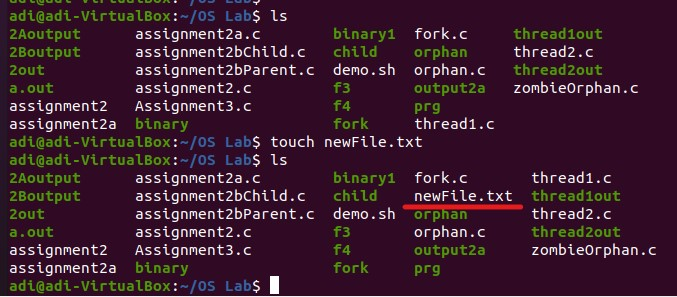 adi@adi-VirtualBox:~/OS Lab$ ls
2Aoutput assignment2a.c binary1 fork.c thread1out
2Boutput assignment2bChild.c child orphan thread2.c
2out assignment2bParent.c demo.sh orphan.c thread2out
a.out assignment2.c f3 output2a zombieOrphan.c
assignment2 Assignment3.c f4 prg
assignment2a binary fork thread1.c
adi@adi-VirtualBox:~/OS Lab$ touch newFile.txt
adi@adi-VirtualBox:~/OS Lab$ ls
2Aoutput assignment2a.c binary1 fork.c thread1.c
2Boutput assignment2bChild.c child newFile.txt thread1out
2out assignment2bParent.c demo.sh orphan thread2.c
a.out assignment2.c f3 orphan.c thread2out
assignment2 Assignment3.c f4 output2a zombieOrphan.c
assignment2a binary fork prg
adi@adi-VirtualBox:~/OS Lab$